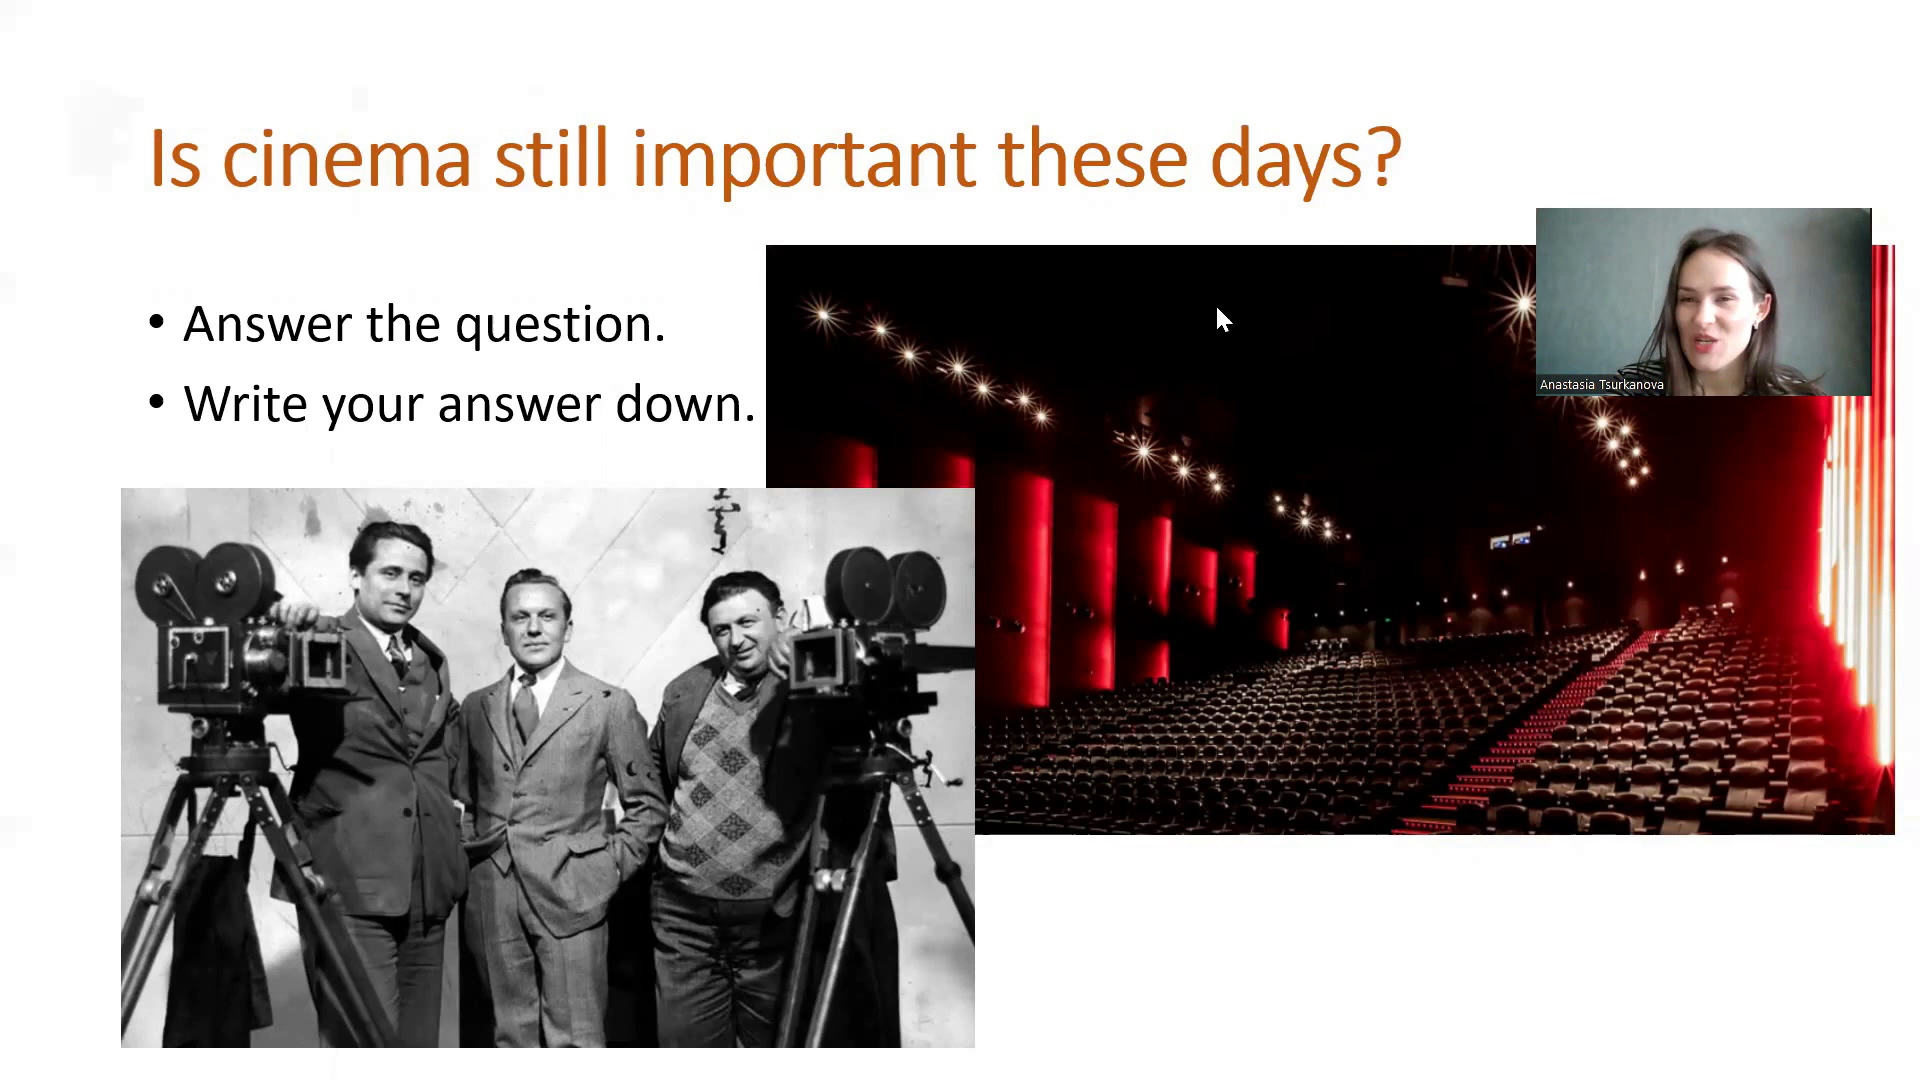 Is cinema still important these days?
• Answer the question.
• Write your answer down.
Anastasia Tsurkanova